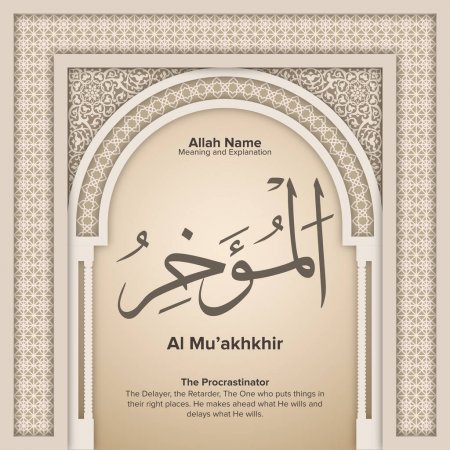 Allah Name
Meaning and Explanation
الْمُؤَخِّرُ
Al Mu'akhkhir
The Procrastinator
The Delayer, the Retarder, The One who puts things in
their right places. He makes ahead what He wills and
delays what He wills.